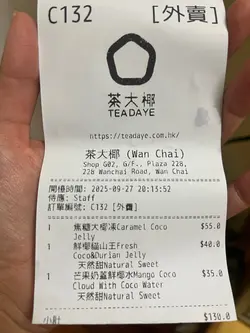 C132 [外賣]
茶大椰
TEADAYE
https://teadaye.com.hk/
茶大椰 (Wan Chai)
Shop G02, G/F., Plaza 228,
228 Wanchai Road, Wan Chai
開檯時間: 2025-09-27 20:15:52
侍應: Staff
訂單編號: C132 [外賣]
1 焦糖大椰凍Caramel Coco $55.0
Jelly
1 鮮椰貓山王Fresh $40.0
Coco&Durian Jelly
天然甜Natural Sweet
1 芒果奶蓋鮮椰水Mango Coco $35.0
Cloud With Coco Water
天然甜Natural Sweet
小計 $130.0